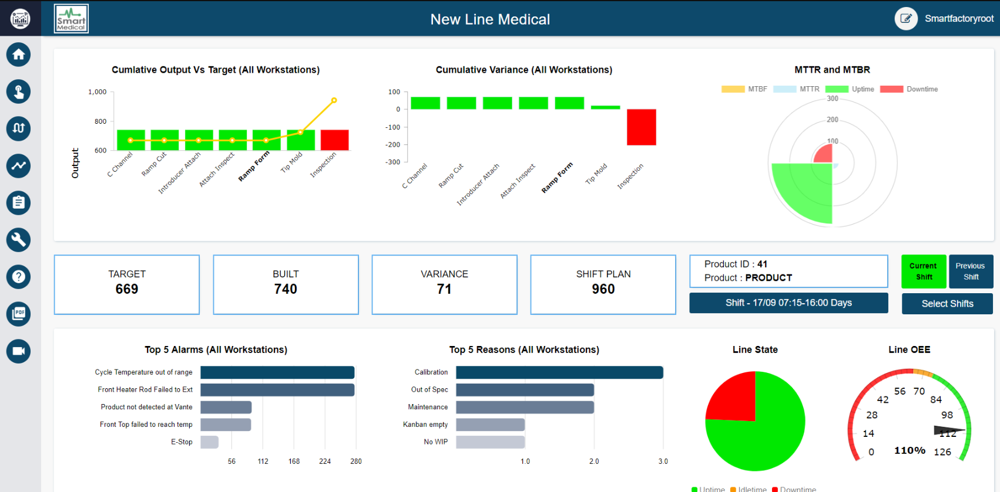 Smart
Medical
New Line Medical
Smartfactoryroot
Cumlative Output Vs Target (All Workstations)
1,000
800
600
Output
C Channel
Ramp Cut
Introducer Attach
Attach Inspect
Ramp Form
Tip Mold
Inspection
Cumulative Variance (All Workstations)
100
0
-100
-200
-300
C Channel
Ramp Cut
Introducer Attach
Attach Inspect
Ramp Form
Tip Mold
Inspection
MTTR and MTBR
MTBF MTTR Uptime Downtime
300
200
100
TARGET
669
BUILT
740
VARIANCE
71
SHIFT PLAN
960
Product ID : 41
Product : PRODUCT
Shift - 17/09 07:15-16:00 Days
Current
Shift
Previous
Shift
Select Shifts
PDF
Top 5 Alarms (All Workstations)
Cycle Temperature out of range
Front Heater Rod Failed to Ext
Product not detected at Vante
Front Top failed to reach temp
E-Stop
56 112 168 224 280
Top 5 Reasons (All Workstations)
Calibration
Out of Spec
Maintenance
Kanban empty
No WIP
1.0 2.0 3.0
Line State
Uptime Idletime Downtime
Line OEE
0
14
28
42
56
70
84
98
112
126
110%